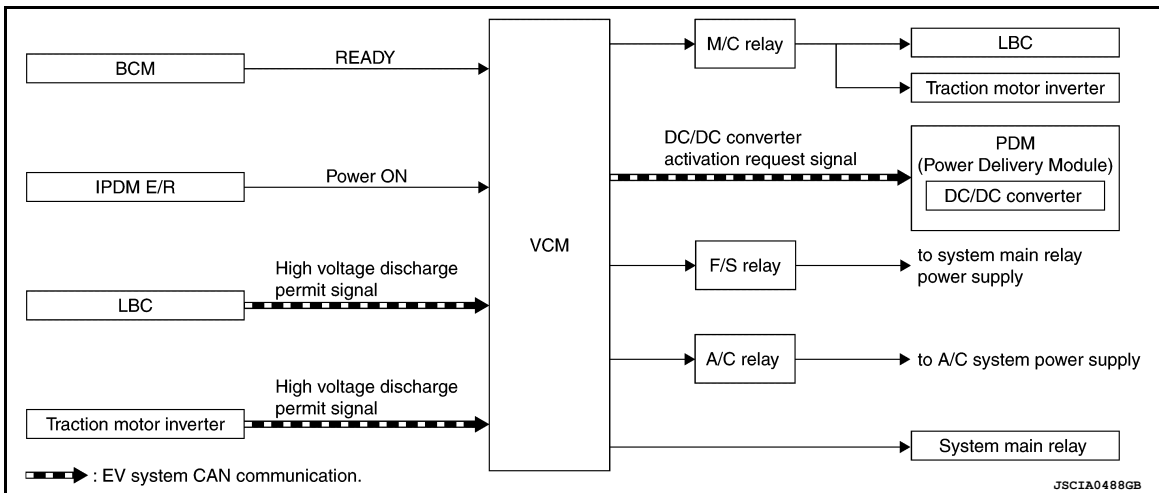 BCM
READY
IPDM E/R
Power ON
LBC
High voltage discharge
permit signal
Traction motor inverter
High voltage discharge
permit signal
: EV system CAN communication.
VCM
M/C relay
LBC
Traction motor inverter
DC/DC converter
activation request signal
PDM
(Power Delivery Module)
DC/DC converter
F/S relay
to system main relay
power supply
A/C relay
to A/C system power supply
System main relay
JSCIA0488GB